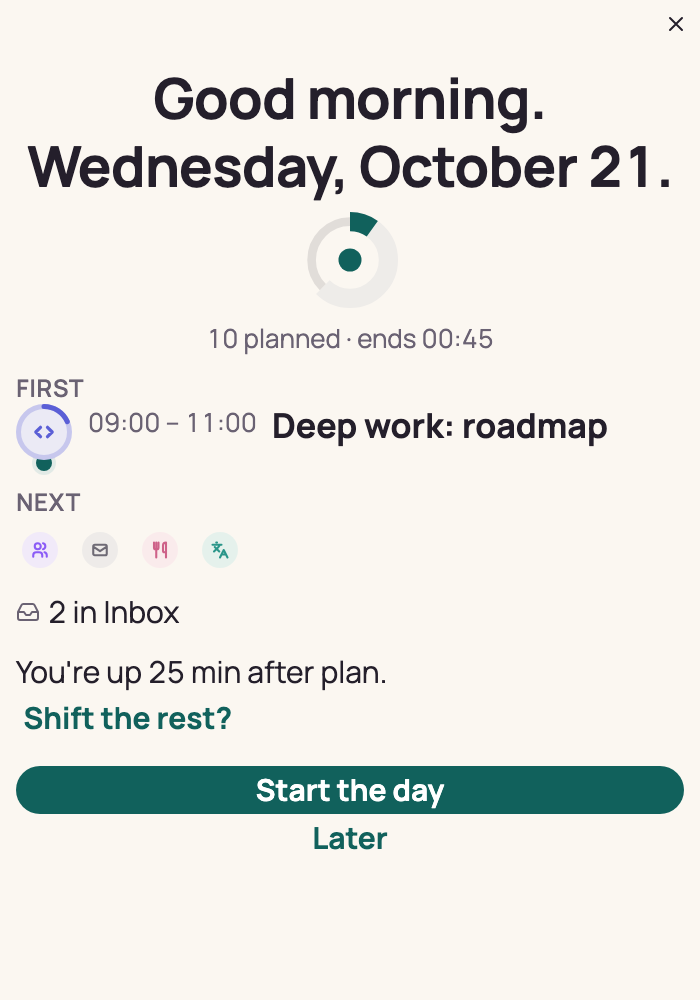 Good morning.
Wednesday, October 21.
10 planned · ends 00:45
FIRST
09:00 – 11:00 Deep work: roadmap
NEXT
2 in Inbox
You're up 25 min after plan.
Shift the rest?
Start the day
Later